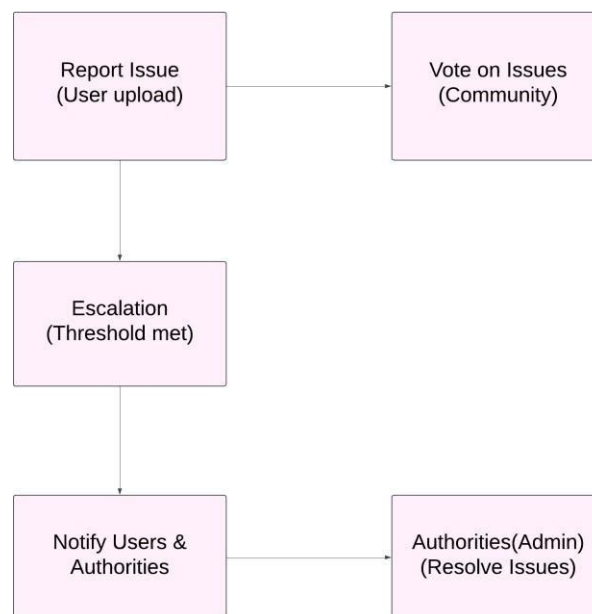 Report Issue
(User upload)
Vote on Issues
(Community)
Escalation
(Threshold met)
Notify Users &
Authorities
Authorities(Admin)
(Resolve Issues)